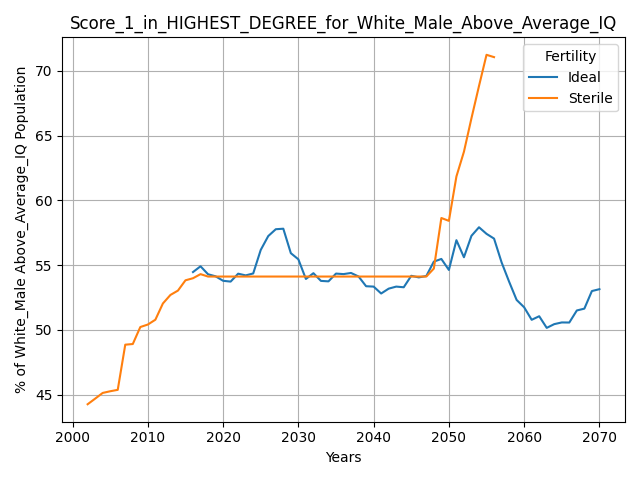 Score_1_in_HIGHEST_DEGREE_for_White_Male_Above_Average_IQ
Fertility
Ideal
Sterile
% of White_Male Above_Average_IQ Population
70
65
60
55
50
45
2000 2010 2020 2030 2040 2050 2060 2070
Years